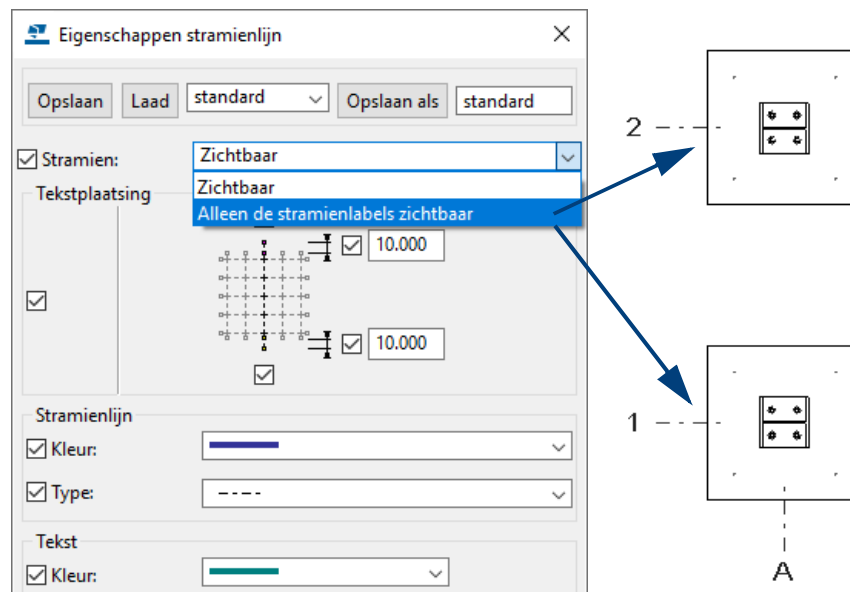 Eigenschappen stramienlijn
Opslaan Laad standard Opslaan als standard
Stramien: Zichtbaar
Zichtbaar
Alleen de stramienlabels zichtbaar
Tekstplaatsing
10.000
10.000
Stramienlijn
Kleur:
Type:
Tekst
Kleur:
2
1
A